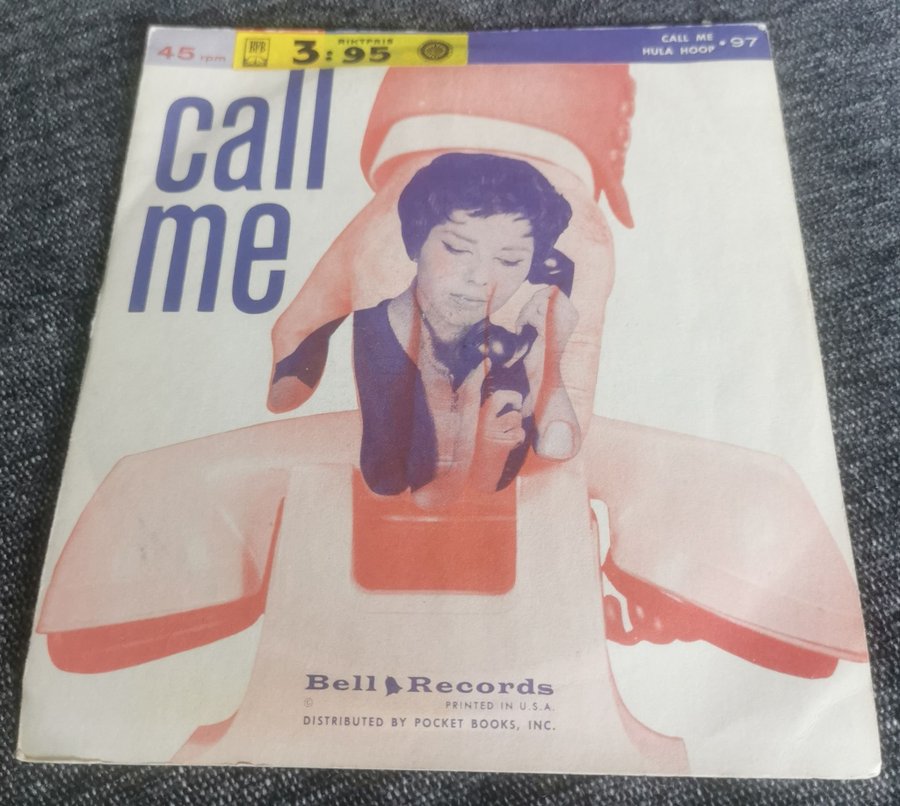 45 rpm
RFB
RIKTPRIS
3:95
CALL ME
HULA HOOP • 97
call
me
Bell Records
©
PRINTED IN U.S.A.
DISTRIBUTED BY POCKET BOOKS, INC.